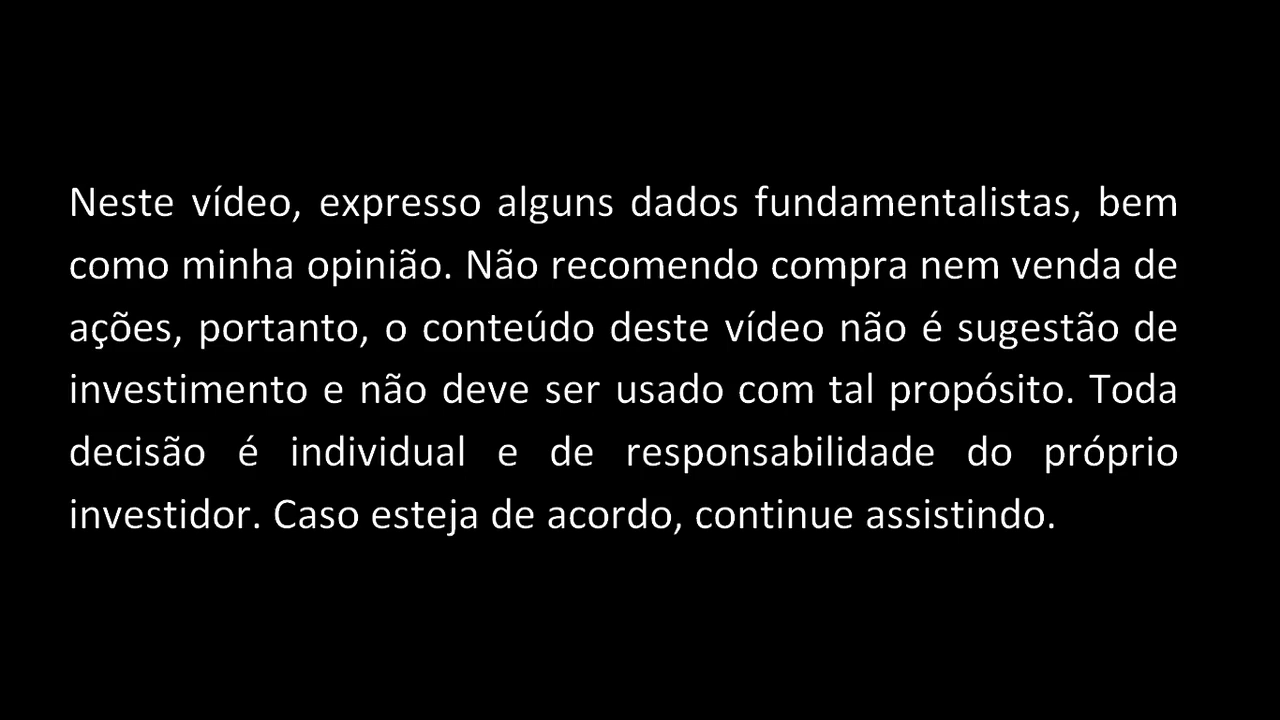 Neste vídeo, expresso alguns dados fundamentalistas, bem
como minha opinião. Não recomendo compra nem venda de
ações, portanto, o conteúdo deste vídeo não é sugestão de
investimento e não deve ser usado com tal propósito. Toda
decisão é individual e de responsabilidade do próprio
investidor. Caso esteja de acordo, continue assistindo.